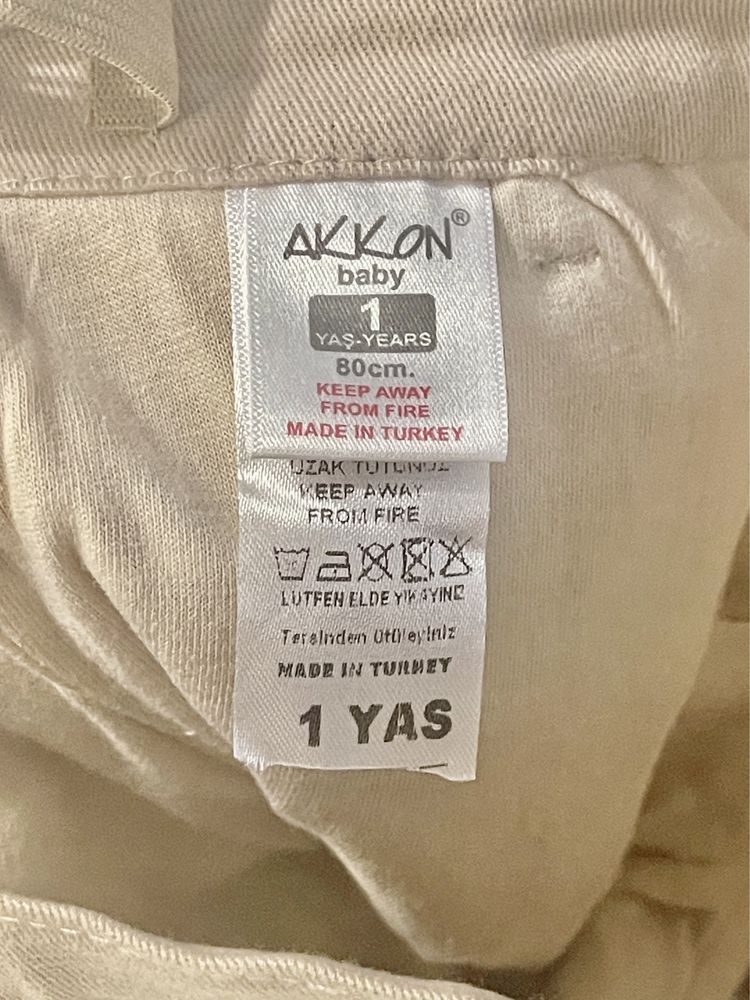 AKKON®
baby
1
YAŞ-YEARS
80cm.
KEEP AWAY
FROM FIRE
MADE IN TURKEY
UZAK TUTUNUZ
KEEP AWAY
FROM FIRE
LÜTFEN ELDE YIKAYINIZ
Tersinden Ütüleyiniz
MADE IN TURKEY
1 YAS